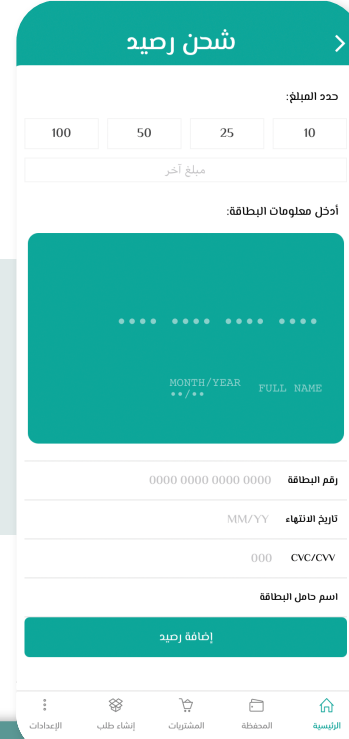 شحن رصيد
حدد المبلغ:
10 25 50 100
مبلغ آخر
أدخل معلومات البطاقة:
•••• •••• •••• ••••
FULL NAME MONTH/YEAR
••/••
رقم البطاقة 0000 0000 0000 0000
تاريخ الانتهاء MM/YY
CVC/CVV 000
اسم حامل البطاقة
إضافة رصيد
الرئيسية المحفظة المشتريات إنشاء طلب الإعدادات